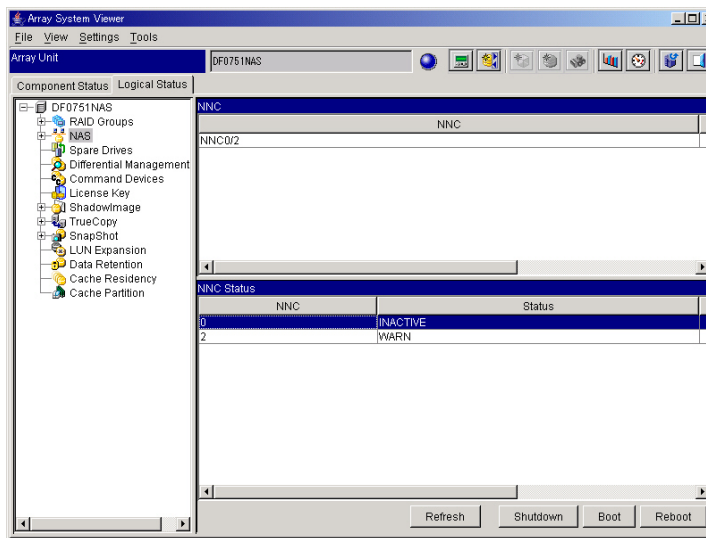 Array System Viewer
File View Settings Tools
Array Unit
DF0751NAS
Component Status Logical Status
DF0751NAS
RAID Groups
NAS
Spare Drives
Differential Management
Command Devices
License Key
ShadowImage
TrueCopy
SnapShot
LUN Expansion
Data Retention
Cache Residency
Cache Partition
NNC
NNC
NNC0/2
NNC Status
NNC Status
0 INACTIVE
2 WARN
Refresh Shutdown Boot Reboot